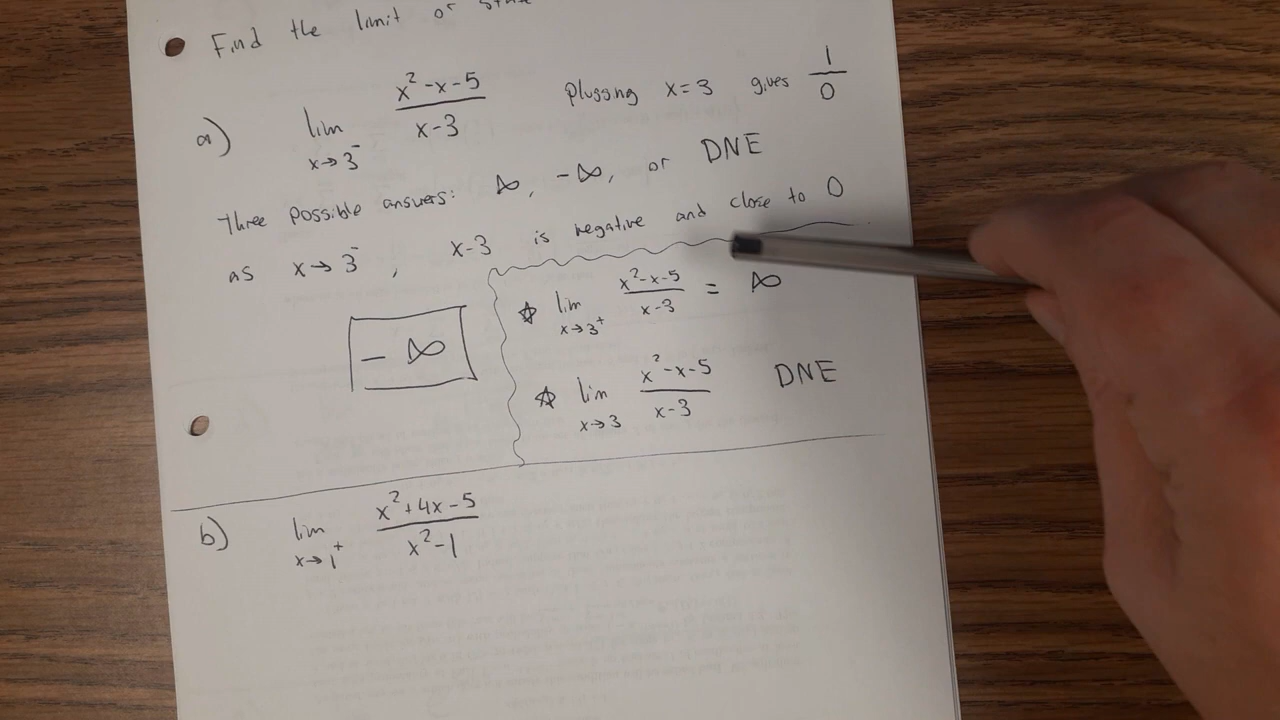 Find the limit or
a) lim x→3⁻ (x²-x-5)/(x-3) plugging x=3 gives 1/0
Three possible answers: ∞, -∞, or DNE
as x→3⁻, x-3 is negative and close to 0
-∞
☆ lim x→3⁺ (x²-x-5)/(x-3) = ∞
☆ lim x→3 (x²-x-5)/(x-3) DNE
b) lim x→1⁺ (x²+4x-5)/(x²-1)